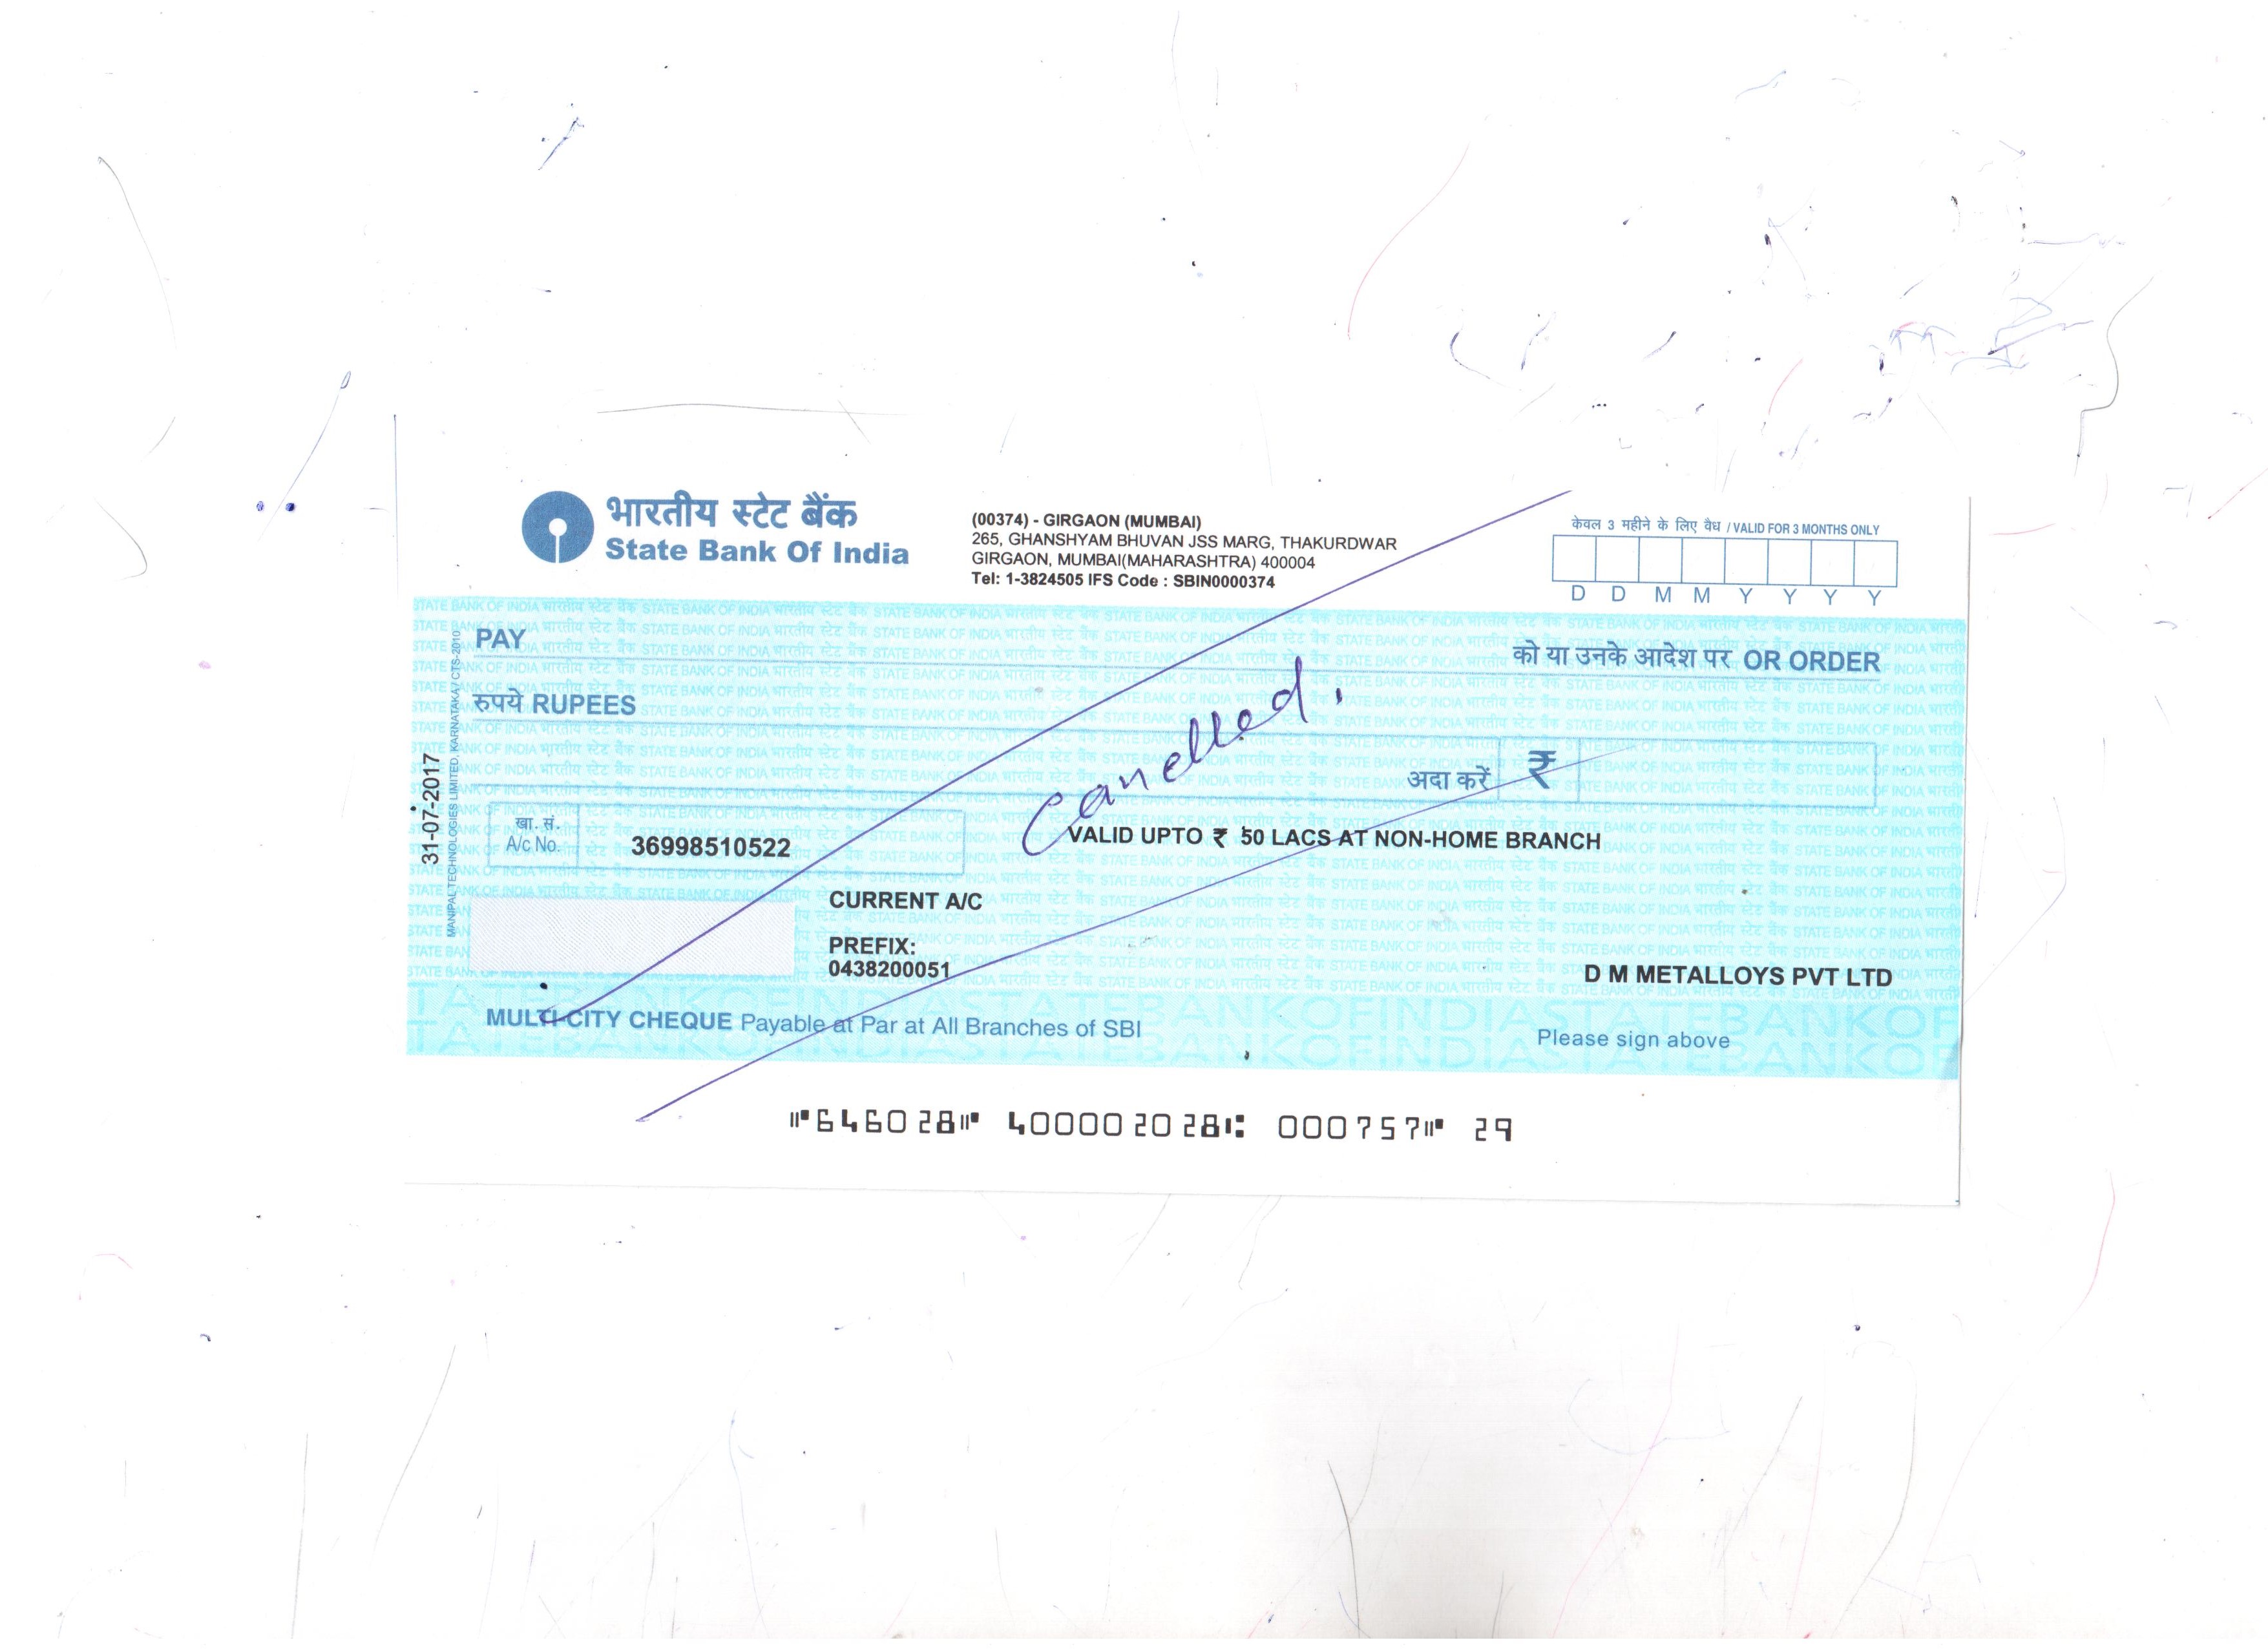 भारतीय स्टेट बैंक
State Bank Of India
(00374) - GIRGAON (MUMBAI)
265, GHANSHYAM BHUVAN JSS MARG, THAKURDWAR
GIRGAON, MUMBAI(MAHARASHTRA) 400004
Tel: 1-3824505 IFS Code : SBIN0000374
केवल 3 महीने के लिए वैध / VALID FOR 3 MONTHS ONLY
D D M M Y Y Y Y
PAY
को या उनके आदेश पर OR ORDER
रुपये RUPEES
Canelled.
अदा करें ₹
31-07-2017
MANIPAL TECHNOLOGIES LIMITED, KARNATAKA / CTS-2010
खा. सं.
A/c No.
36998510522
VALID UPTO ₹ 50 LACS AT NON-HOME BRANCH
CURRENT A/C
PREFIX:
0438200051
D M METALLOYS PVT LTD
MULTI-CITY CHEQUE Payable at Par at All Branches of SBI
Please sign above
⑈646028⑈ 400002028⑆ 000757⑈ 29